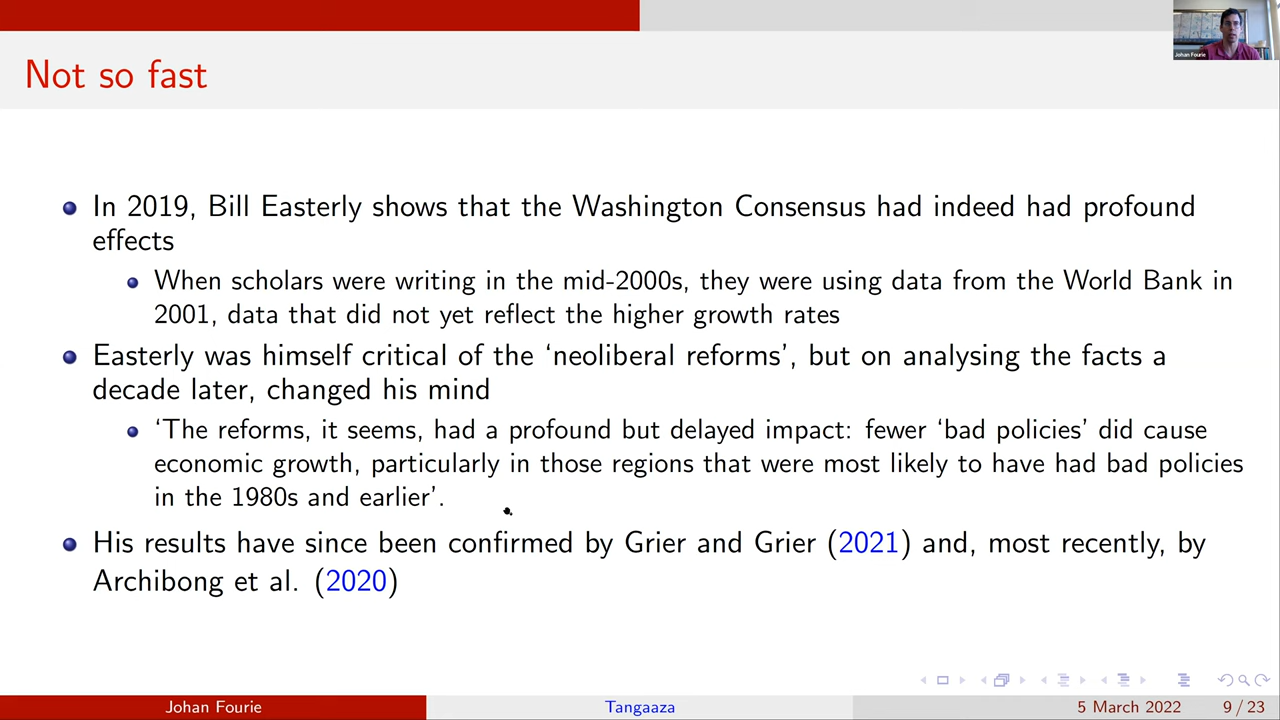 Johan Fourie
Not so fast
In 2019, Bill Easterly shows that the Washington Consensus had indeed had profound
effects
When scholars were writing in the mid-2000s, they were using data from the World Bank in
2001, data that did not yet reflect the higher growth rates
Easterly was himself critical of the ‘neoliberal reforms’, but on analysing the facts a
decade later, changed his mind
‘The reforms, it seems, had a profound but delayed impact: fewer ‘bad policies’ did cause
economic growth, particularly in those regions that were most likely to have had bad policies
in the 1980s and earlier’.
His results have since been confirmed by Grier and Grier (2021) and, most recently, by
Archibong et al. (2020)
Johan Fourie Tangaaza 5 March 2022 9 / 23